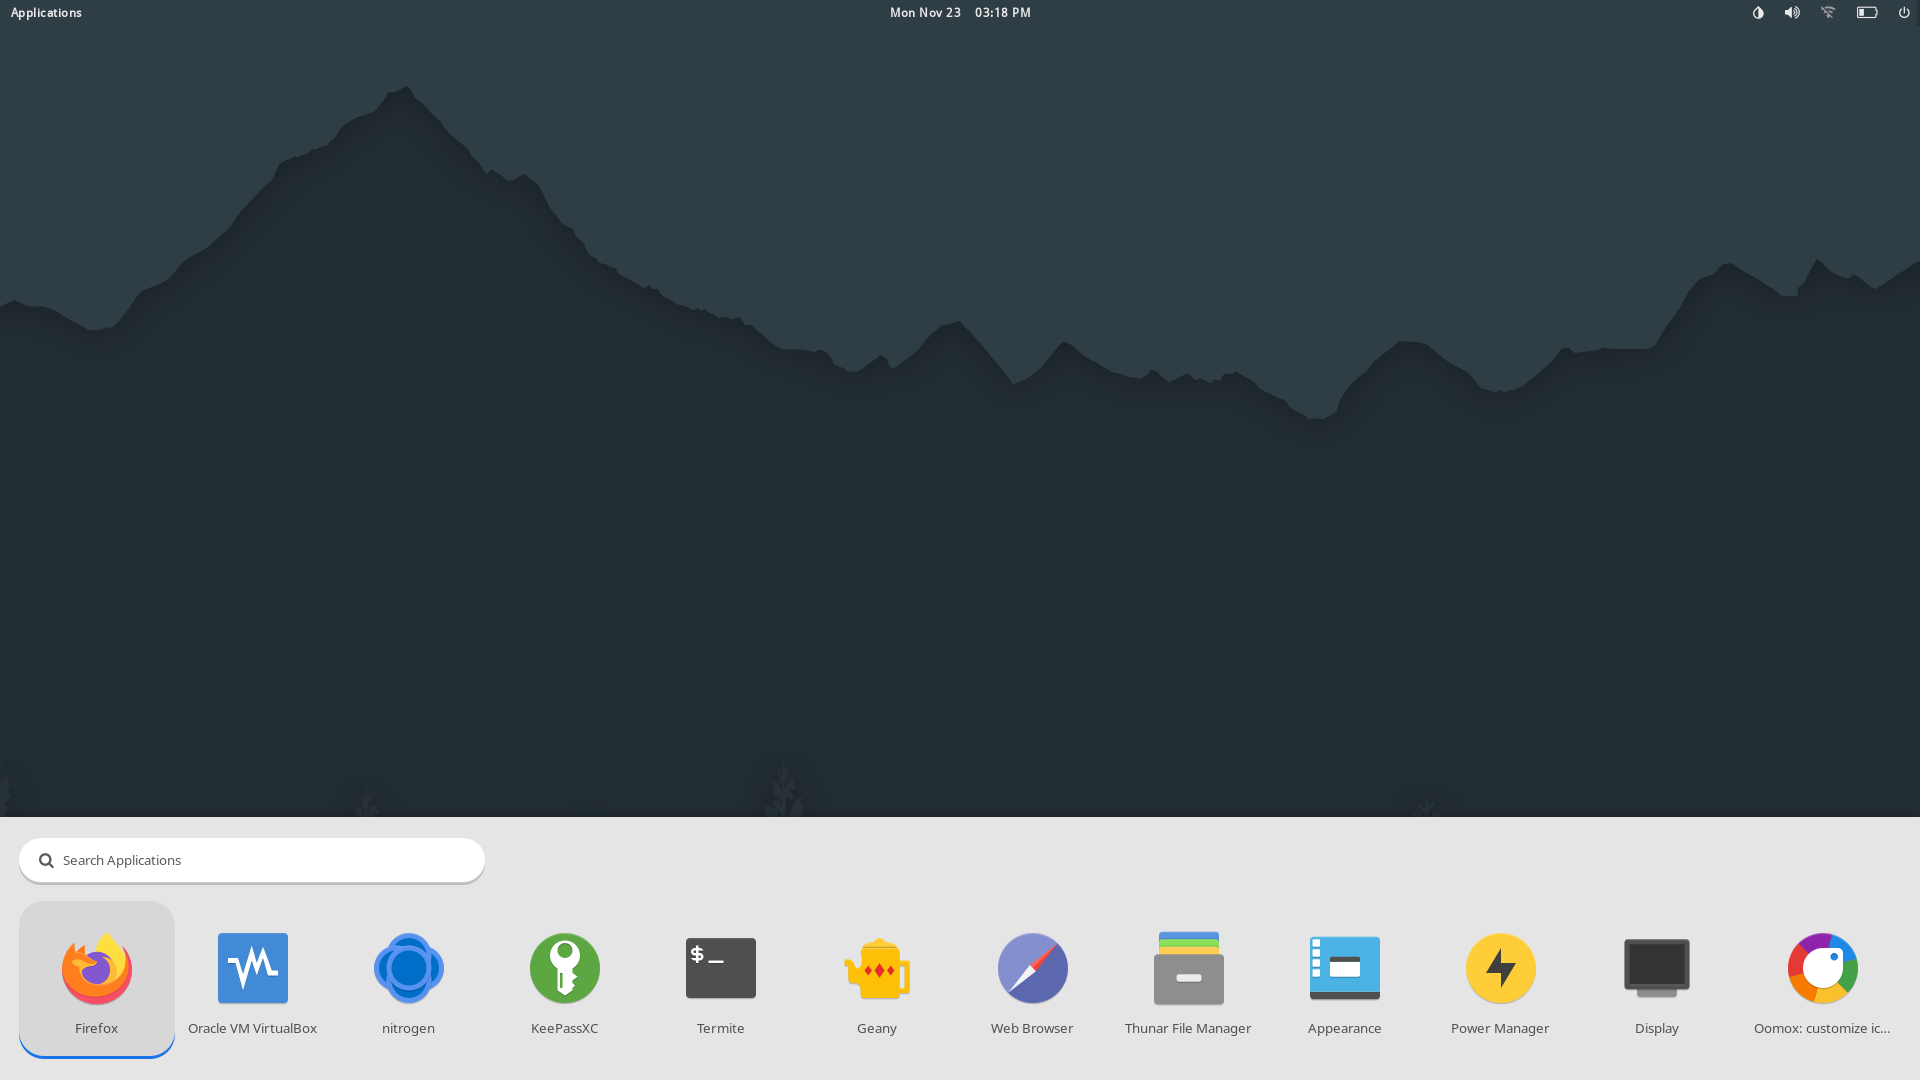 Applications
Mon Nov 23 03:18 PM
Search Applications
Firefox
Oracle VM VirtualBox
nitrogen
KeePassXC
$_
Termite
Geany
Web Browser
Thunar File Manager
Appearance
Power Manager
Display
Oomox: customize ic...